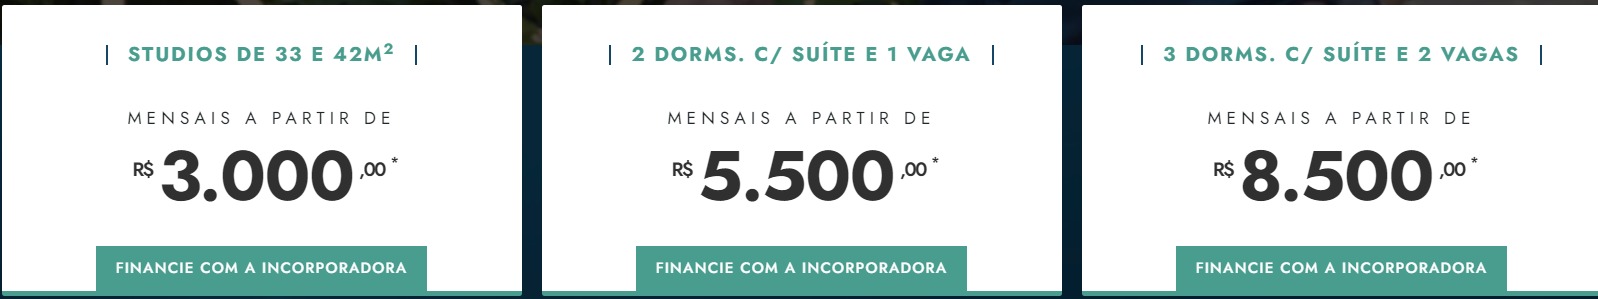 | STUDIOS DE 33 E 42M² |
MENSAIS A PARTIR DE
R$ 3.000,00 *
FINANCIE COM A INCORPORADORA
| 2 DORMS. C/ SUÍTE E 1 VAGA |
MENSAIS A PARTIR DE
R$ 5.500,00 *
FINANCIE COM A INCORPORADORA
| 3 DORMS. C/ SUÍTE E 2 VAGAS |
MENSAIS A PARTIR DE
R$ 8.500,00 *
FINANCIE COM A INCORPORADORA